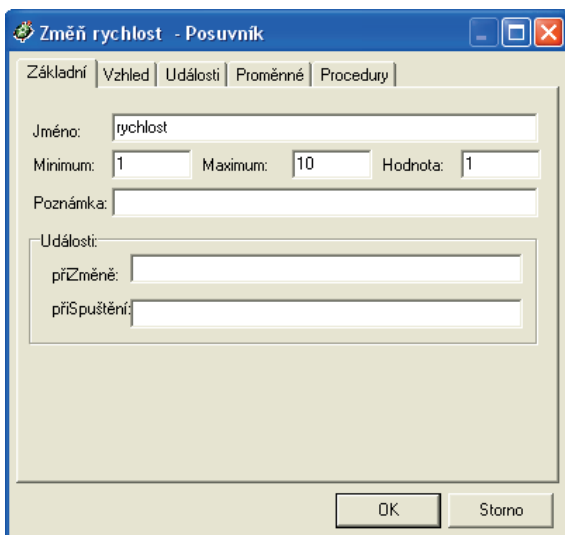 Změň rychlost - Posuvník
Základní Vzhled Události Proměnné Procedury
Jméno: rychlost
Minimum: 1 Maximum: 10 Hodnota: 1
Poznámka:
Události:
přiZměně:
přiSpuštění:
OK Storno